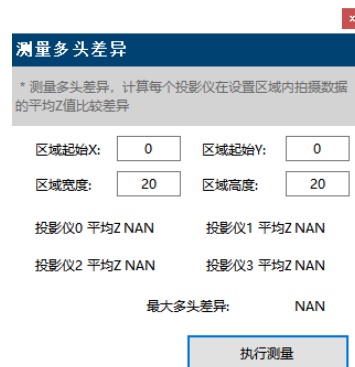 测量多头差异
* 测量多头差异，计算每个投影仪在设置区域内拍摄数据
的平均Z值比较差异
区域起始X: 0 区域起始Y: 0
区域宽度: 20 区域高度: 20
投影仪0 平均Z NAN 投影仪1 平均Z NAN
投影仪2 平均Z NAN 投影仪3 平均Z NAN
最大多头差异: NAN
执行测量